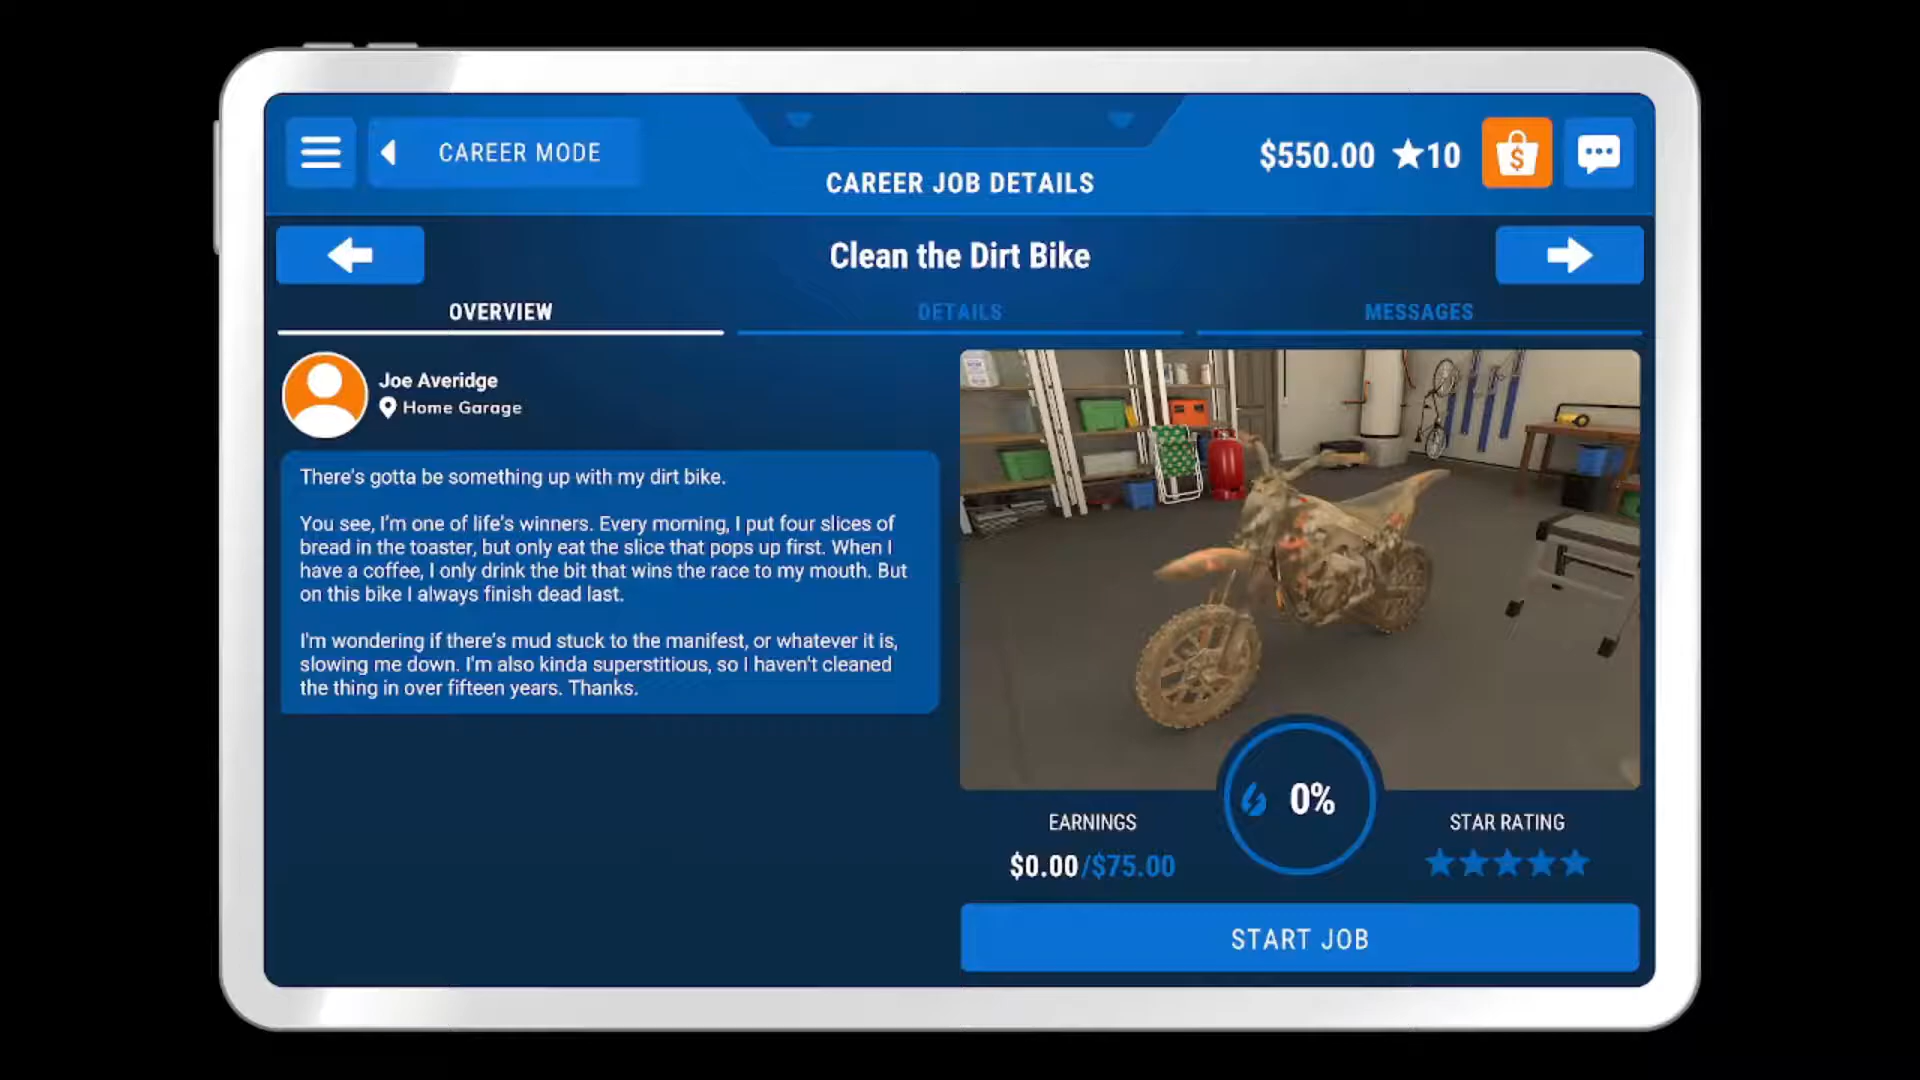 CAREER MODE
CAREER JOB DETAILS
$550.00 ★10
Clean the Dirt Bike
OVERVIEW
DETAILS
MESSAGES
Joe Averidge
Home Garage
There's gotta be something up with my dirt bike.
You see, I'm one of life's winners. Every morning, I put four slices of
bread in the toaster, but only eat the slice that pops up first. When I
have a coffee, I only drink the bit that wins the race to my mouth. But
on this bike I always finish dead last.
I'm wondering if there's mud stuck to the manifest, or whatever it is,
slowing me down. I'm also kinda superstitious, so I haven't cleaned
the thing in over fifteen years. Thanks.
0%
EARNINGS
$0.00/$75.00
STAR RATING
START JOB